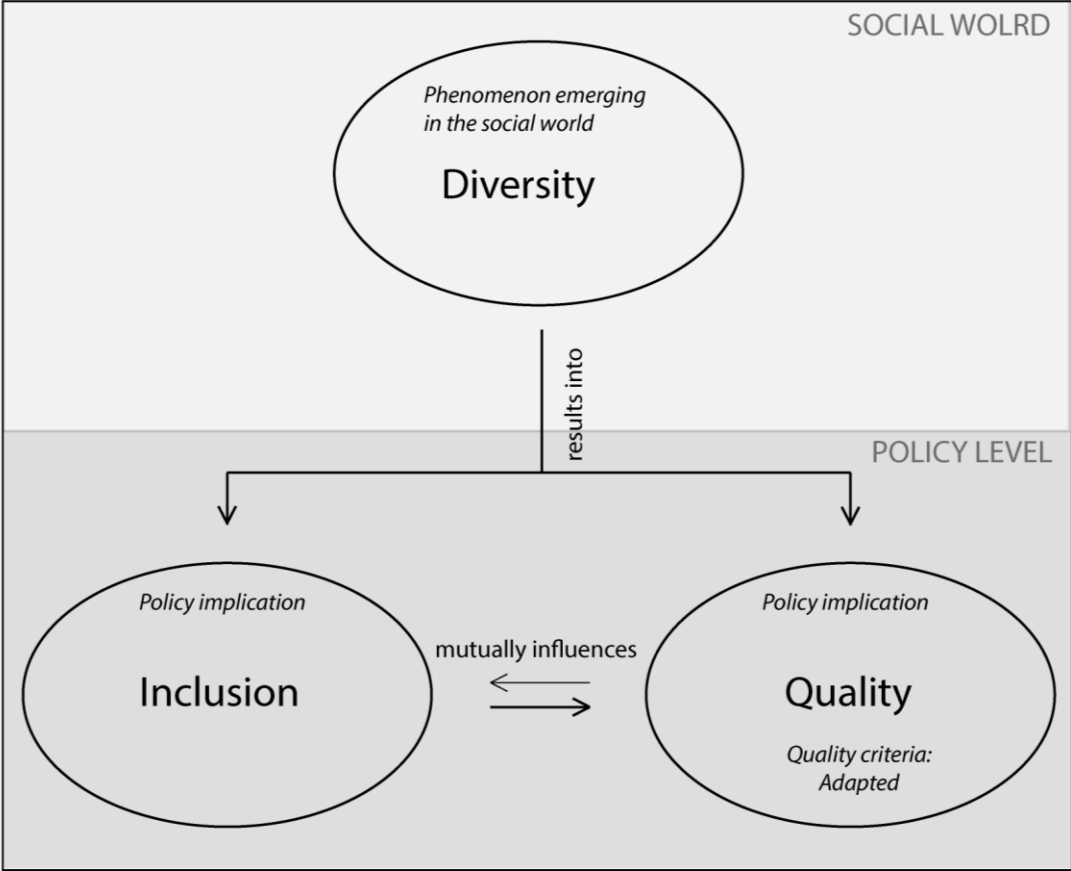 SOCIAL WOLRD
Phenomenon emerging
in the social world
Diversity
results into
POLICY LEVEL
Policy implication
Inclusion
mutually influences
Policy implication
Quality
Quality criteria:
Adapted